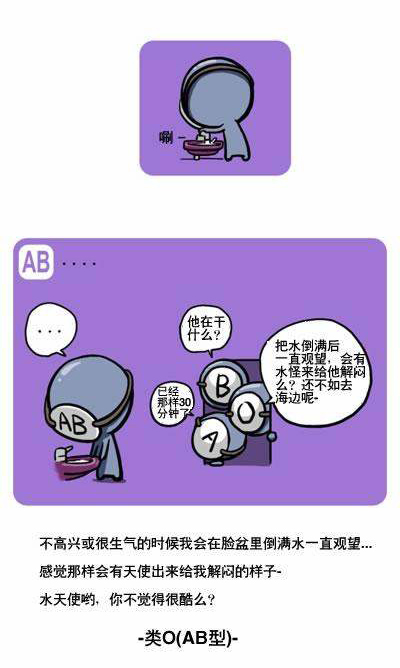 唰－
AB ····
...
他在干
什么？
把水倒满后
一直观望，会有
水怪来给他解闷
么？还不如去
海边呢-
已经
那样30
分钟了
B
O
A
AB
不高兴或很生气的时候我会在脸盆里倒满水一直观望...
感觉那样会有天使出来给我解闷的样子-
水天使哟，你不觉得很酷么？
-类O(AB型)-